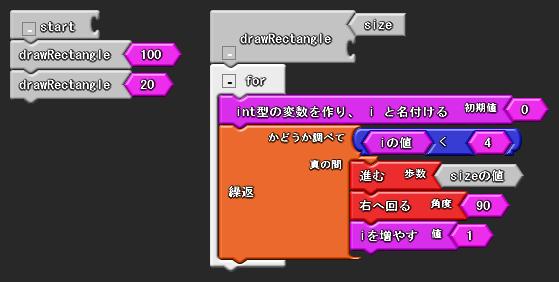 start
drawRectangle 100
drawRectangle 20
drawRectangle size
for
int型の変数を作り、 i と名付ける 初期値 0
かどうか調べて iの値 < 4
真の間
繰返
進む 歩数 sizeの値
右へ回る 角度 90
iを増やす 値 1